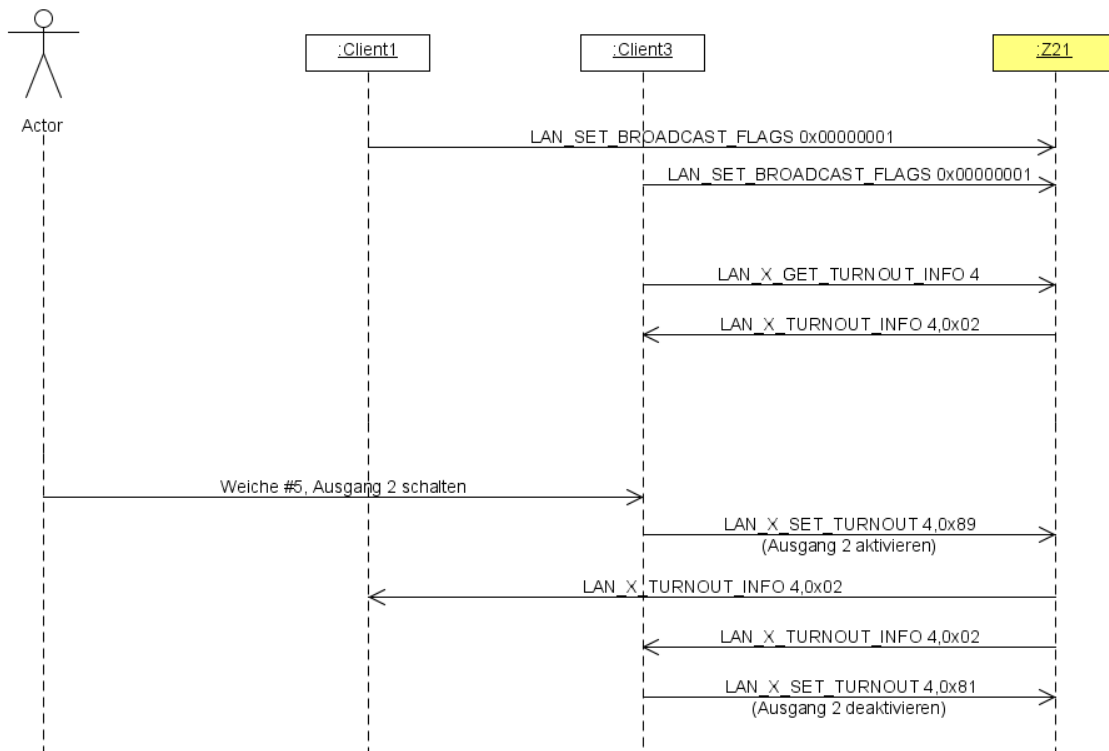 :Client1
:Client3
:Z21
Actor
LAN_SET_BROADCAST_FLAGS 0x00000001
LAN_SET_BROADCAST_FLAGS 0x00000001
LAN_X_GET_TURNOUT_INFO 4
LAN_X_TURNOUT_INFO 4,0x02
Weiche #5, Ausgang 2 schalten
LAN_X_SET_TURNOUT 4,0x89
(Ausgang 2 aktivieren)
LAN_X_TURNOUT_INFO 4,0x02
LAN_X_TURNOUT_INFO 4,0x02
LAN_X_SET_TURNOUT 4,0x81
(Ausgang 2 deaktivieren)